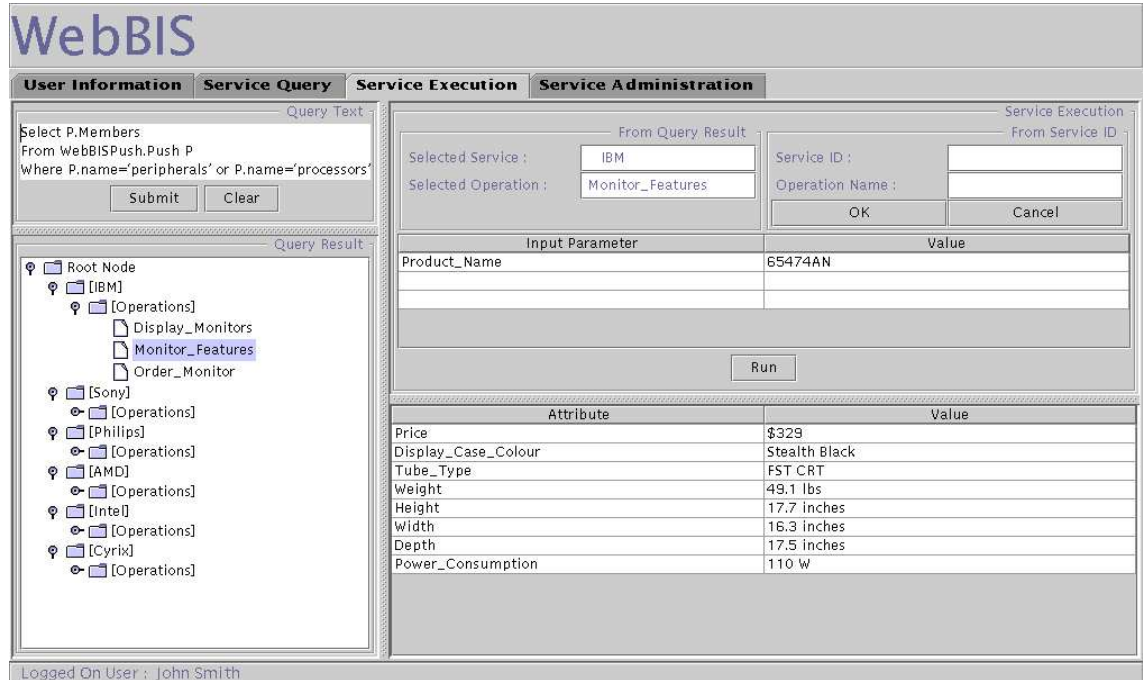 WebBIS
User Information Service Query Service Execution Service Administration
Query Text
Select P.Members
From WebBISPush.Push P
Where P.name='peripherals' or P.name='processors'
Submit Clear
Query Result
Root Node
[IBM]
[Operations]
Display_Monitors
Monitor_Features
Order_Monitor
[Sony]
[Operations]
[Philips]
[Operations]
[AMD]
[Operations]
[Intel]
[Operations]
[Cyrix]
[Operations]
Service Execution
From Query Result
Selected Service : IBM
Selected Operation : Monitor_Features
From Service ID
Service ID :
Operation Name :
OK Cancel
Input Parameter Value
Product_Name 65474AN
Run
Attribute Value
Price $329
Display_Case_Colour Stealth Black
Tube_Type FST CRT
Weight 49.1 lbs
Height 17.7 inches
Width 16.3 inches
Depth 17.5 inches
Power_Consumption 110 W
Logged On User : John Smith